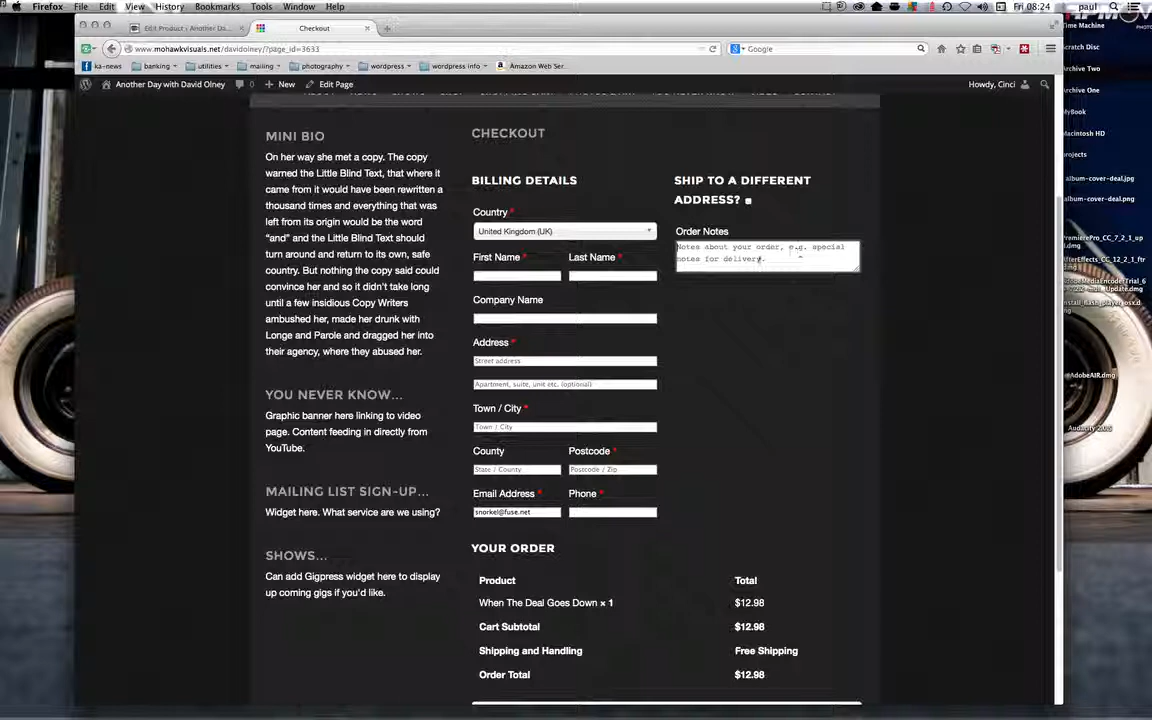 Firefox File Edit View History Bookmarks Tools Window Help
Fri 08:24 paul
Edit Product ‹ Another Da...
Checkout
www.mohawkvisuals.net/davidolney/?page_id=3633
Google
ka-news banking utilities mailing photography wordpress wordpress info Amazon Web Ser...
Another Day with David Olney 0 + New Edit Page
Howdy, Cinci
MINI BIO
On her way she met a copy. The copy
warned the Little Blind Text, that where it
came from it would have been rewritten a
thousand times and everything that was
left from its origin would be the word
“and” and the Little Blind Text should
turn around and return to its own, safe
country. But nothing the copy said could
convince her and so it didn’t take long
until a few insidious Copy Writers
ambushed her, made her drunk with
Longe and Parole and dragged her into
their agency, where they abused her.
YOU NEVER KNOW…
Graphic banner here linking to video
page. Content feeding in directly from
YouTube.
MAILING LIST SIGN-UP…
Widget here. What service are we using?
SHOWS…
Can add Gigpress widget here to display
up coming gigs if you'd like.
CHECKOUT
BILLING DETAILS
Country *
United Kingdom (UK)
First Name * Last Name *
Company Name
Address *
Street address
Apartment, suite, unit etc. (optional)
Town / City *
Town / City
County Postcode *
State / County Postcode / Zip
Email Address * Phone *
snorkel@fuse.net
SHIP TO A DIFFERENT
ADDRESS?
Order Notes
Notes about your order, e.g. special
notes for delivery.
YOUR ORDER
Product Total
When The Deal Goes Down × 1 $12.98
Cart Subtotal $12.98
Shipping and Handling Free Shipping
Order Total $12.98
Time Machine
Scratch Disc
Archive Two
Archive One
MyBook
Macintosh HD
projects
album-cover-deal.jpg
album-cover-deal.png
PremierePro_CC_7_2_1_up
AfterEffects_CC_12_2_1_ftr
AdobeAIR.dmg